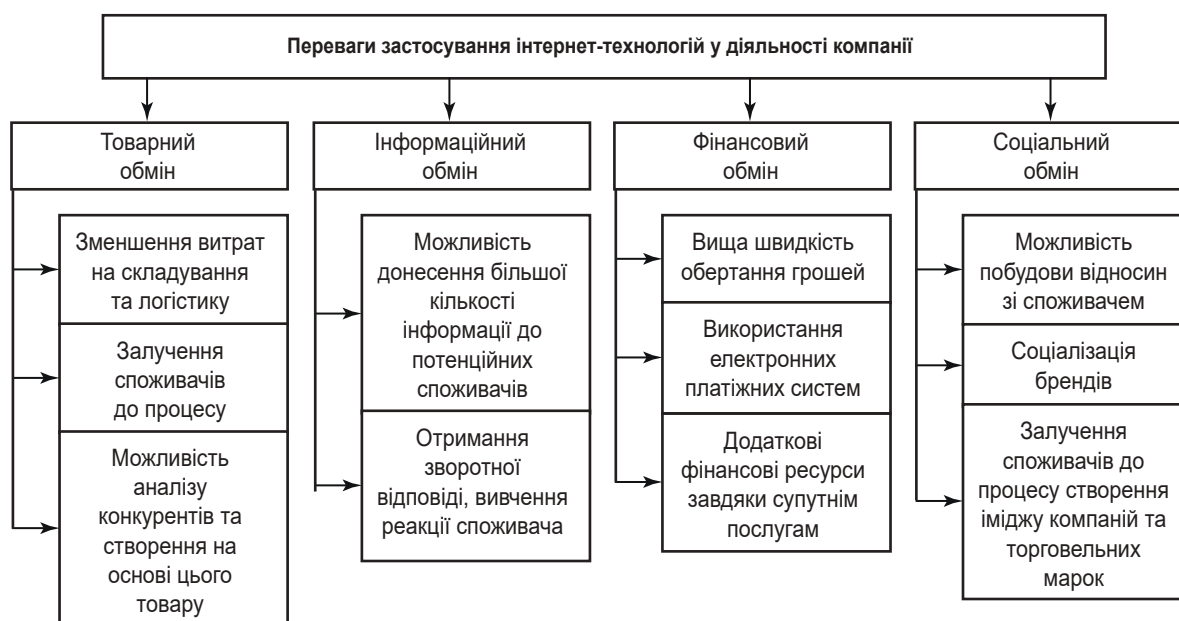 Переваги застосування інтернет-технологій у діяльності компанії
Товарний
обмін
Зменшення витрат
на складування
та логістику
Залучення
споживачів
до процесу
Можливість
аналізу
конкурентів та
створення на
основі цього
товару
Інформаційний
обмін
Можливість
донесення більшої
кількості
інформації до
потенційних
споживачів
Отримання
зворотної
відповіді, вивчення
реакції споживача
Фінансовий
обмін
Вища швидкість
обертання грошей
Використання
електронних
платіжних систем
Додаткові
фінансові ресурси
завдяки супутнім
послугам
Соціальний
обмін
Можливість
побудови відносин
зі споживачем
Соціалізація
брендів
Залучення
споживачів до
процесу створення
іміджу компаній та
торговельних
марок